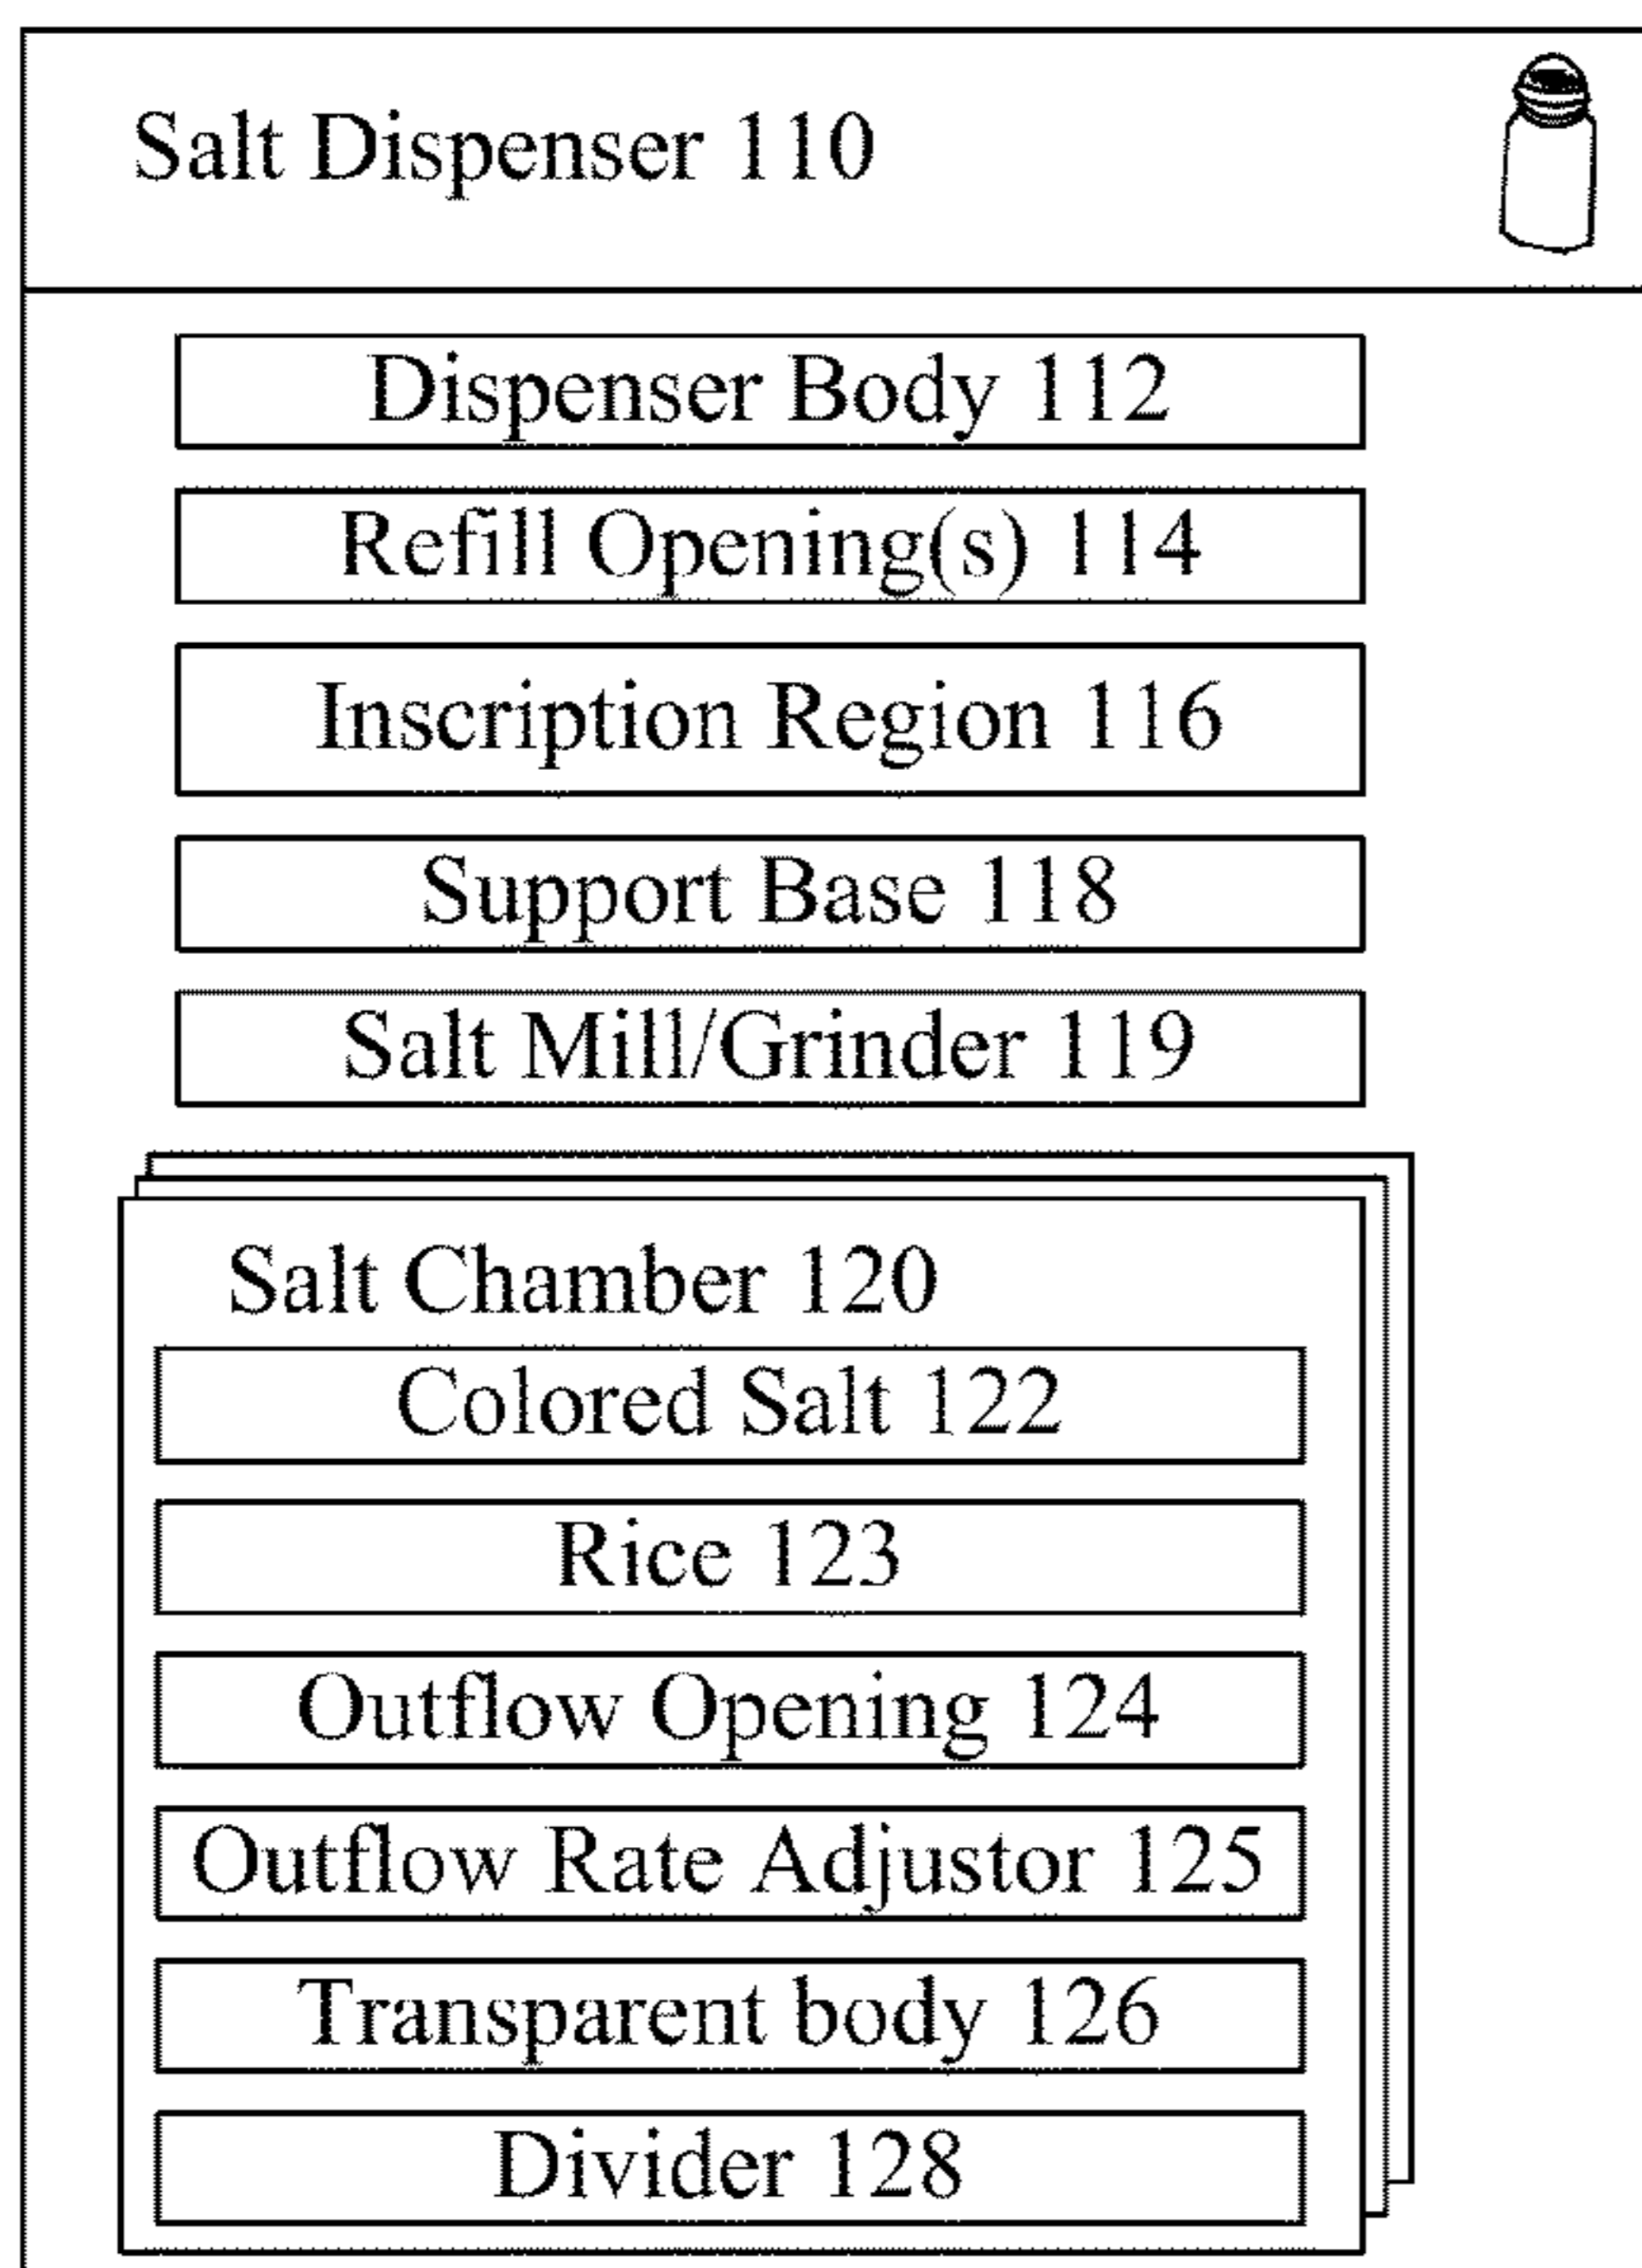 Salt Dispenser 110
Dispenser Body 112
Refill Opening(s) 114
Inscription Region 116
Support Base 118
Salt Mill/Grinder 119
Salt Chamber 120
Colored Salt 122
Rice 123
Outflow Opening 124
Outflow Rate Adjustor 125
Transparent body 126
Divider 128